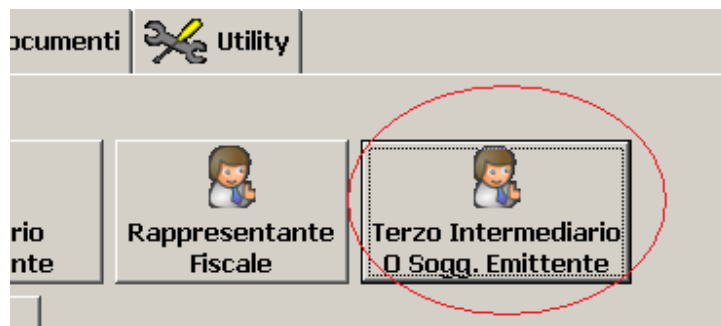 ocumenti
Utility
rio
nte
Rappresentante
Fiscale
Terzo Intermediario
O Sogg. Emittente